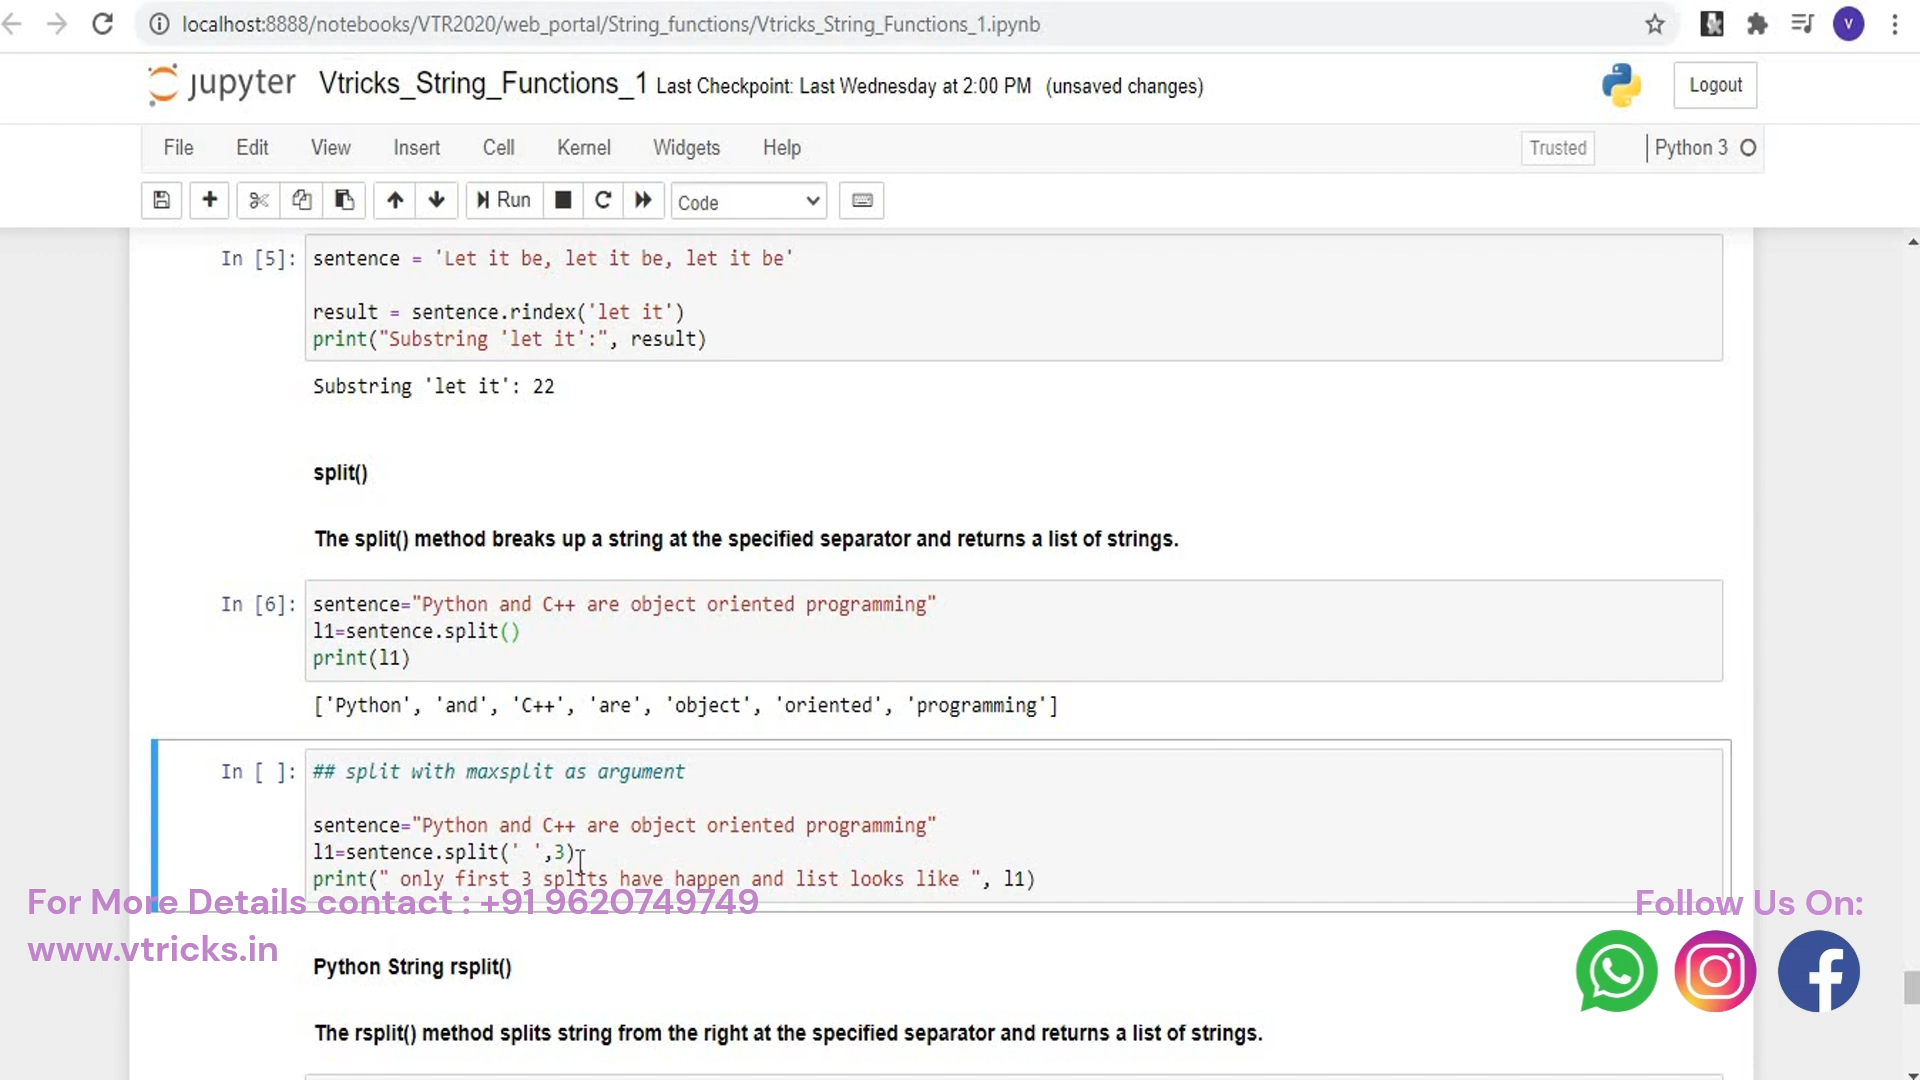 localhost:8888/notebooks/VTR2020/web_portal/String_functions/Vtricks_String_Functions_1.ipynb
V
jupyter Vtricks_String_Functions_1 Last Checkpoint: Last Wednesday at 2:00 PM (unsaved changes)
Logout
File Edit View Insert Cell Kernel Widgets Help Trusted Python 3
Run Code
In [5]: sentence = 'Let it be, let it be, let it be'
result = sentence.rindex('let it')
print("Substring 'let it':", result)
Substring 'let it': 22
split()
The split() method breaks up a string at the specified separator and returns a list of strings.
In [6]: sentence="Python and C++ are object oriented programming"
l1=sentence.split()
print(l1)
['Python', 'and', 'C++', 'are', 'object', 'oriented', 'programming']
In [ ]: ## split with maxsplit as argument
sentence="Python and C++ are object oriented programming"
l1=sentence.split(' ',3)
print(" only first 3 splits have happen and list looks like ", l1)
For More Details contact : +91 9620749749
Follow Us On:
www.vtricks.in
Python String rsplit()
The rsplit() method splits string from the right at the specified separator and returns a list of strings.